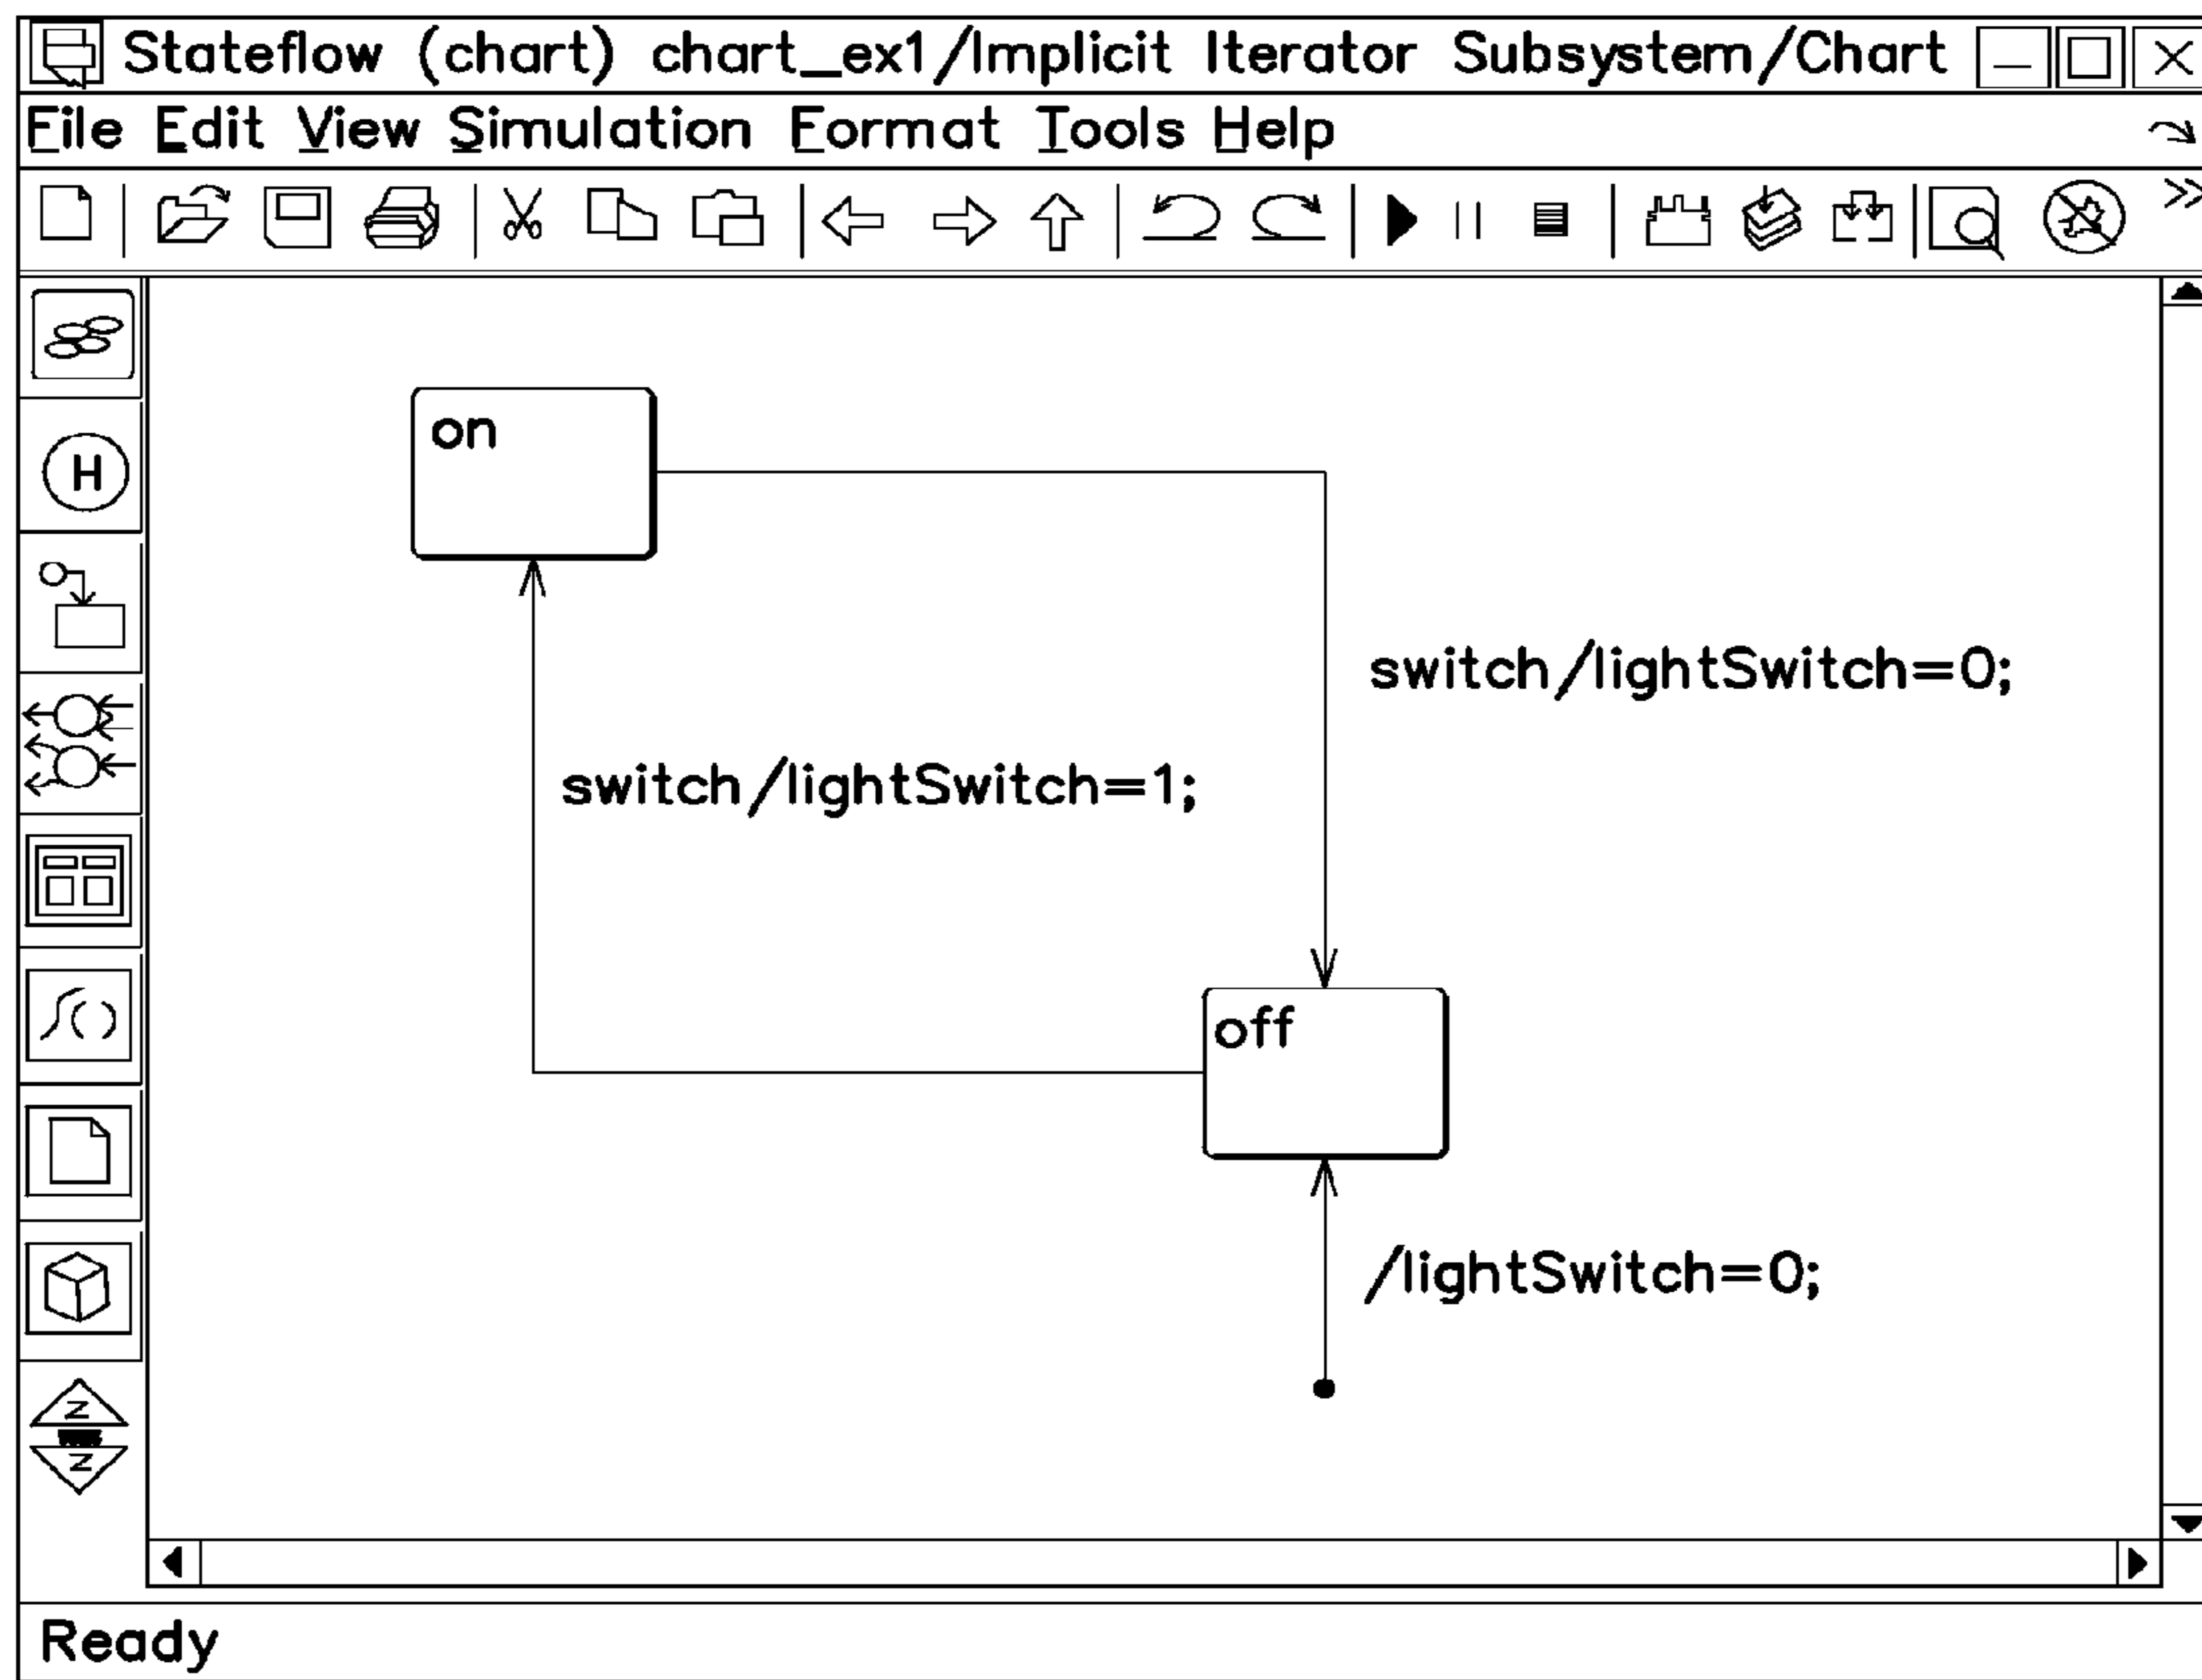 Stateflow (chart) chart_ex1/Implicit Iterator Subsystem/Chart
File Edit View Simulation Format Tools Help
H
on
switch/lightSwitch=0;
switch/lightSwitch=1;
off
/lightSwitch=0;
Z
Z
Ready